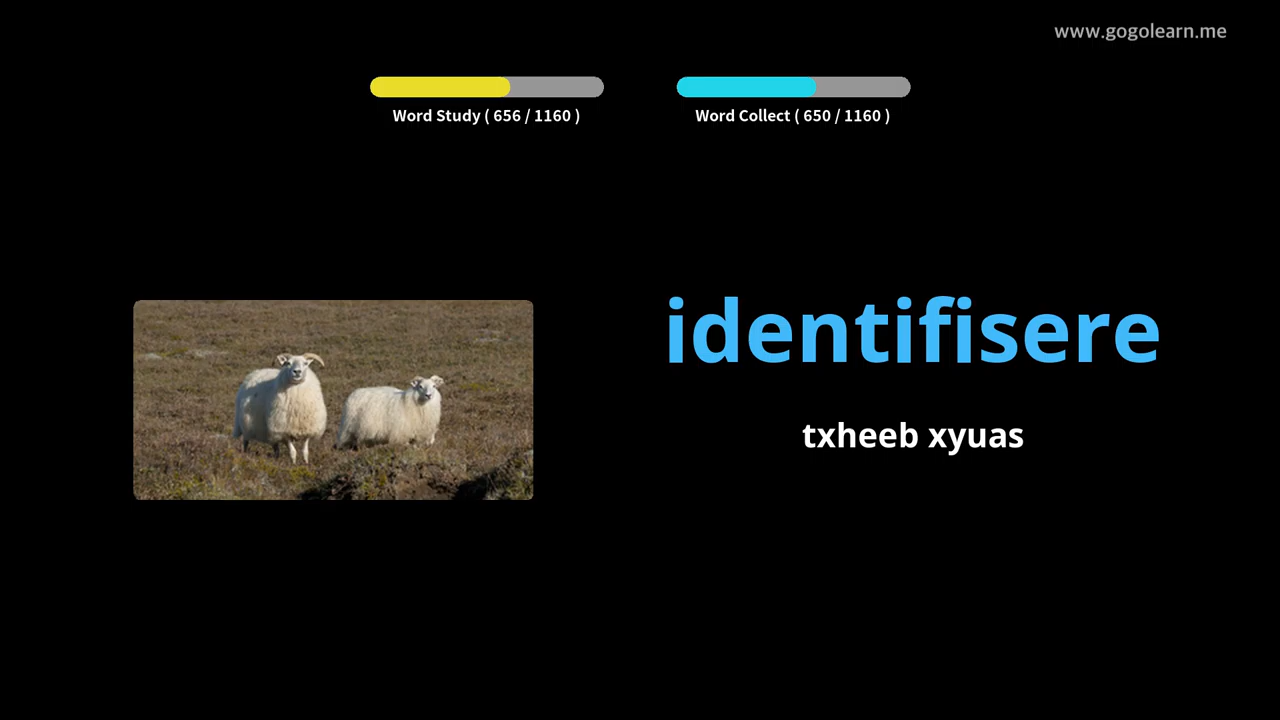 www.gogolearn.me
Word Study ( 656 / 1160 )
Word Collect ( 650 / 1160 )
identifisere
txheeb xyuas